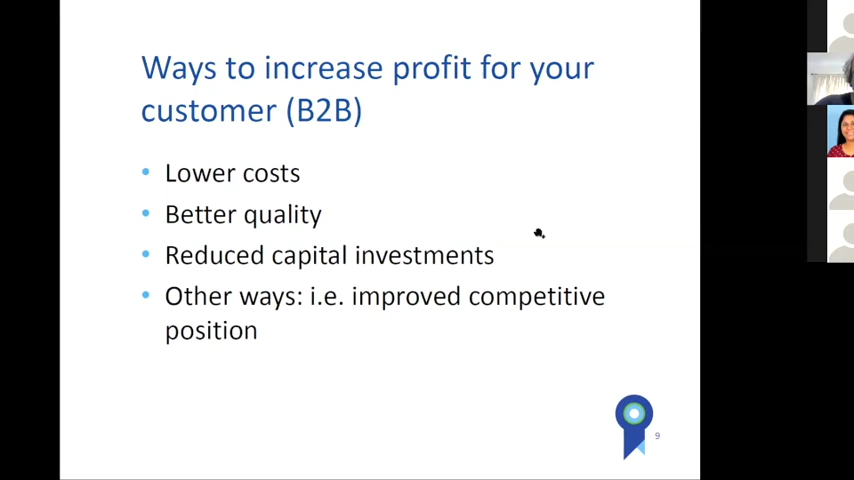 Ways to increase profit for your
customer (B2B)
• Lower costs
• Better quality
• Reduced capital investments
• Other ways: i.e. improved competitive
position
9